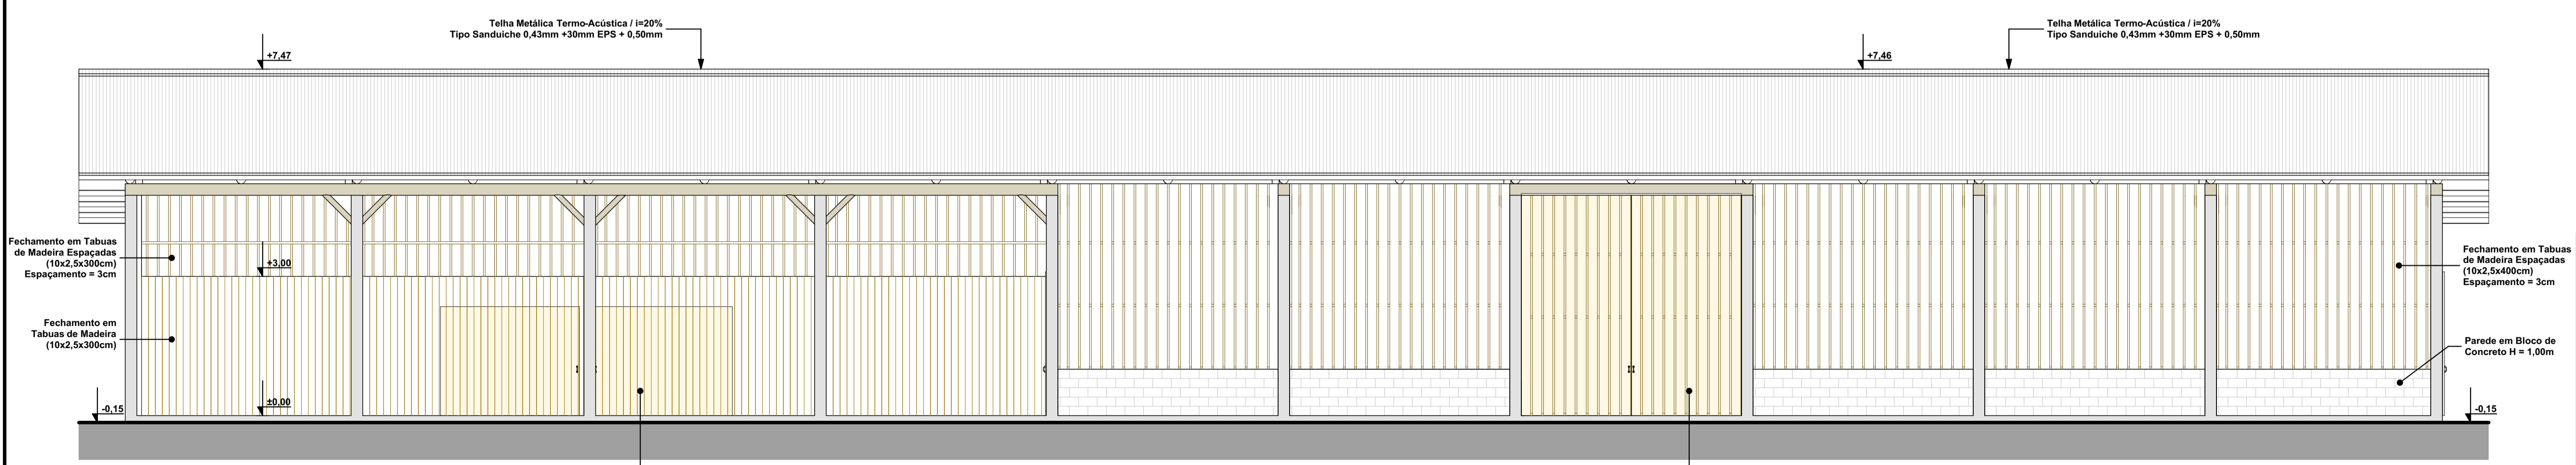 Telha Metálica Termo-Acústica / i=20%
Tipo Sanduiche 0,43mm +30mm EPS + 0,50mm
Telha Metálica Termo-Acústica / i=20%
Tipo Sanduiche 0,43mm +30mm EPS + 0,50mm
+7,47
+7,46
Fechamento em Tabuas
de Madeira Espaçadas
(10x2,5x300cm)
Espaçamento = 3cm
+3,00
Fechamento em Tabuas
de Madeira Espaçadas
(10x2,5x400cm)
Espaçamento = 3cm
Fechamento em
Tabuas de Madeira
(10x2,5x300cm)
Parede em Bloco de
Concreto H = 1,00m
-0,15
±0,00
-0,15